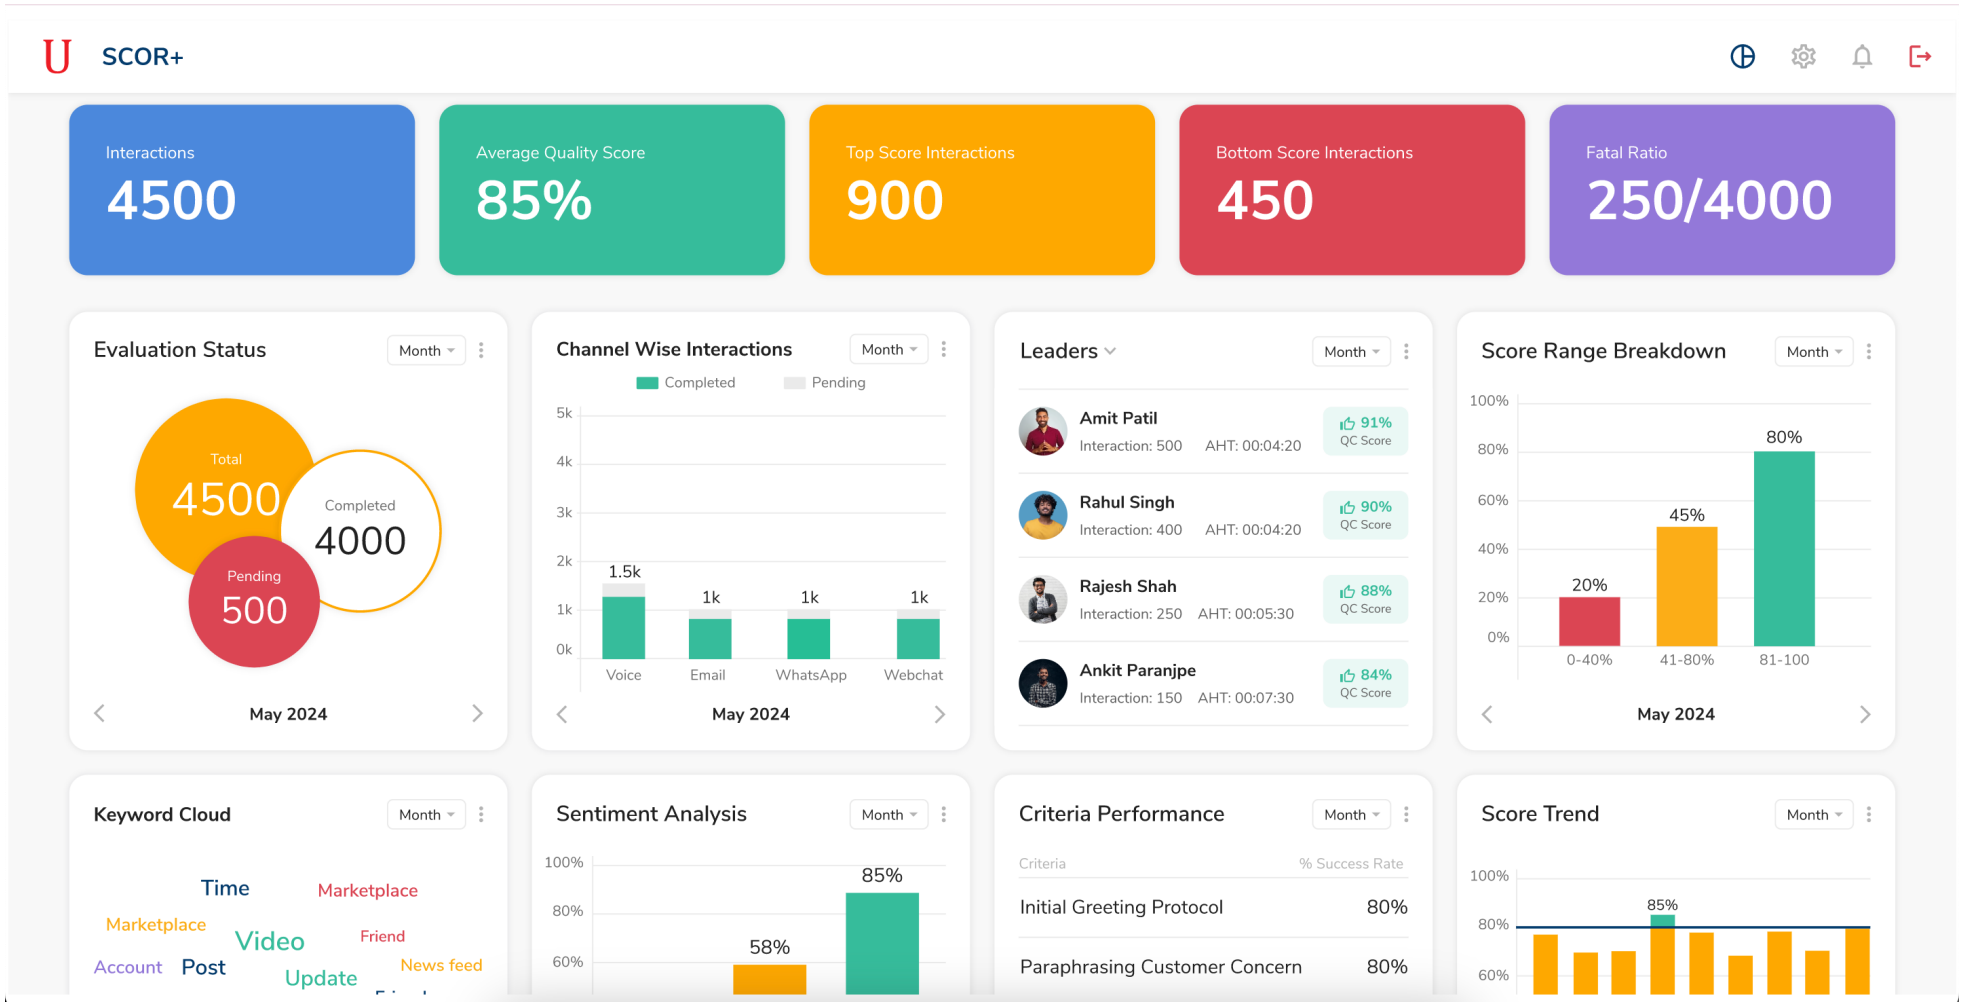 U SCOR+
Interactions
4500
Average Quality Score
85%
Top Score Interactions
900
Bottom Score Interactions
450
Fatal Ratio
250/4000
Evaluation Status
Month
Total
4500
Completed
4000
Pending
500
May 2024
Channel Wise Interactions
Month
Completed
Pending
5k
4k
3k
2k
1k
0k
1.5k
1k
1k
1k
Voice
Email
WhatsApp
Webchat
May 2024
Leaders
Month
Amit Patil
Interaction: 500 AHT: 00:04:20
91%
QC Score
Rahul Singh
Interaction: 400 AHT: 00:04:20
90%
QC Score
Rajesh Shah
Interaction: 250 AHT: 00:05:30
88%
QC Score
Ankit Paranjpe
Interaction: 150 AHT: 00:07:30
84%
QC Score
Score Range Breakdown
Month
100%
80%
60%
40%
20%
0%
20%
45%
80%
0-40%
41-80%
81-100
May 2024
Keyword Cloud
Month
Time
Marketplace
Marketplace
Video
Friend
Account
Post
News feed
Update
Sentiment Analysis
Month
100%
80%
60%
58%
85%
Criteria Performance
Month
Criteria % Success Rate
Initial Greeting Protocol 80%
Paraphrasing Customer Concern 80%
Score Trend
Month
100%
80%
60%
85%